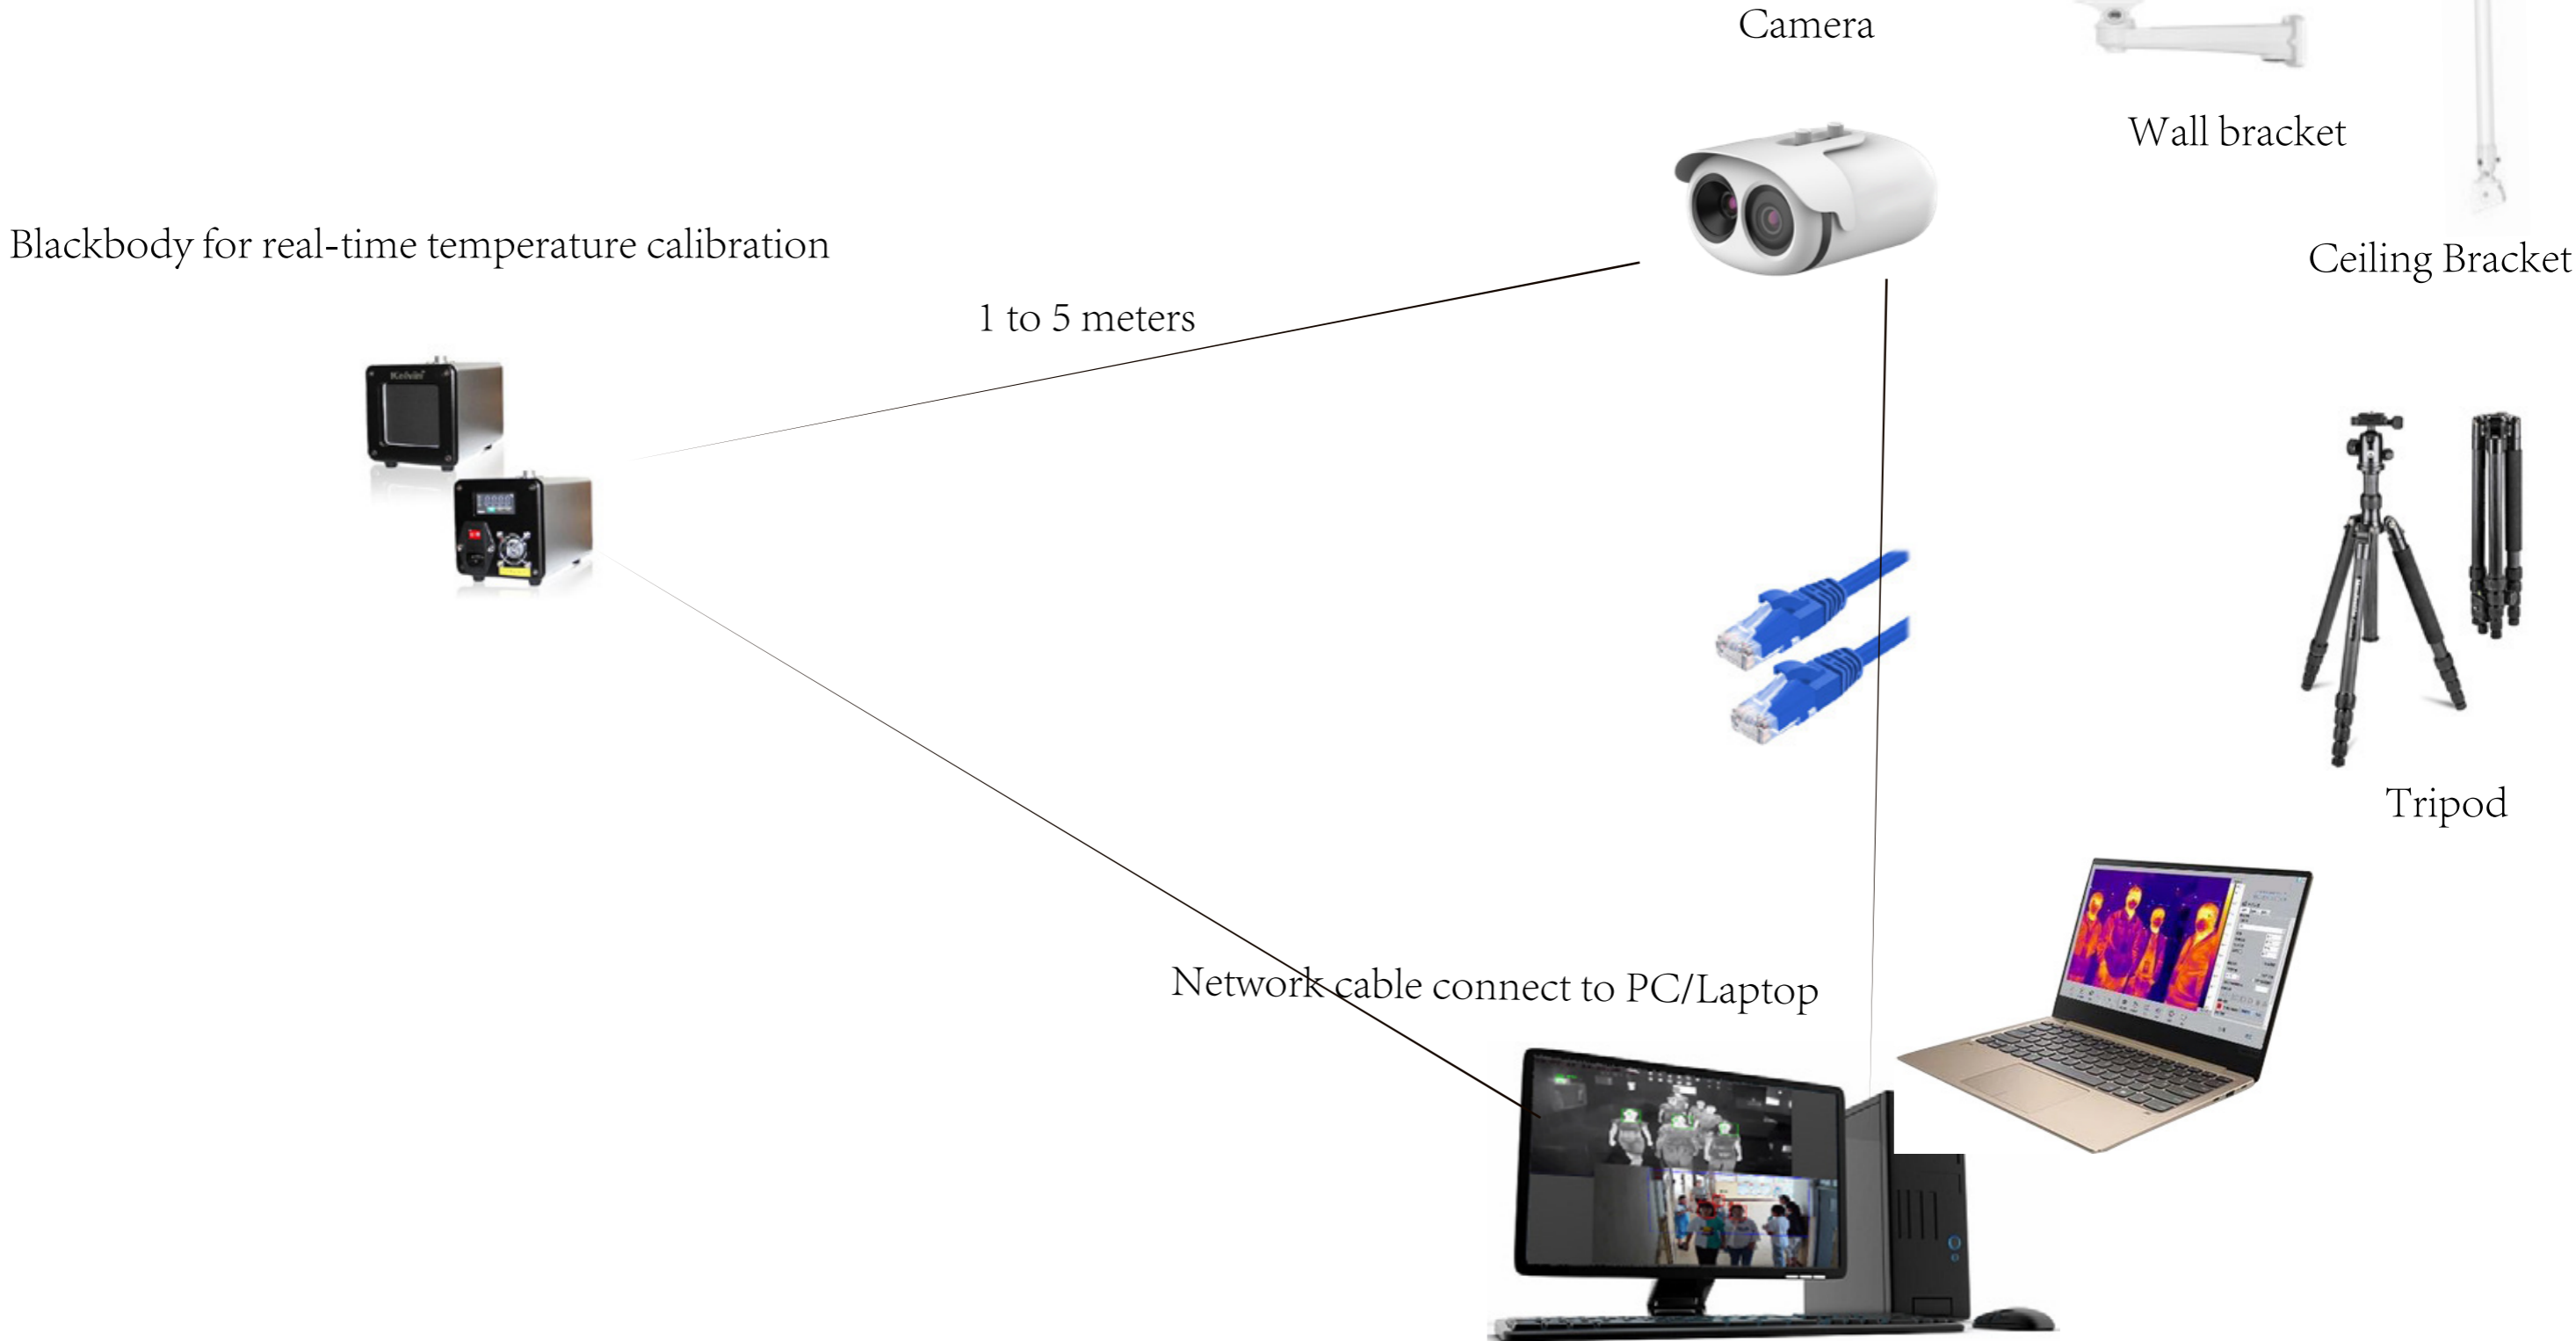 Camera
Wall bracket
Blackbody for real-time temperature calibration
Ceiling Bracket
1 to 5 meters
Kelvin
Tripod
Network cable connect to PC/Laptop